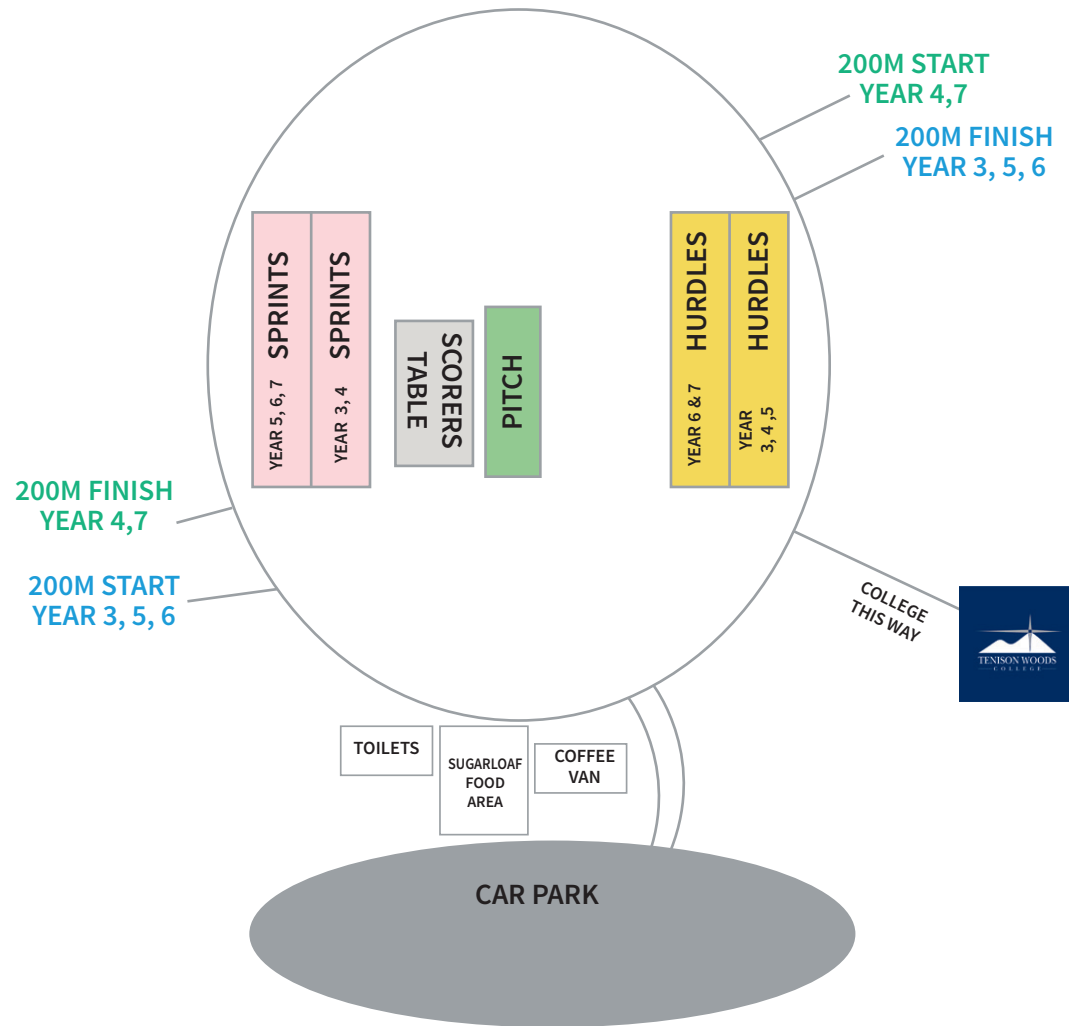 200M START
YEAR 4,7
200M FINISH
YEAR 3, 5, 6
SPRINTS
YEAR 5, 6, 7
SPRINTS
YEAR 3, 4
SCORERS
TABLE
PITCH
HURDLES
YEAR 6 & 7
HURDLES
YEAR
3, 4 ,5
200M FINISH
YEAR 4,7
200M START
YEAR 3, 5, 6
COLLEGE
THIS WAY
TENISON WOODS
COLLEGE
TOILETS
SUGARLOAF
FOOD
AREA
COFFEE
VAN
CAR PARK